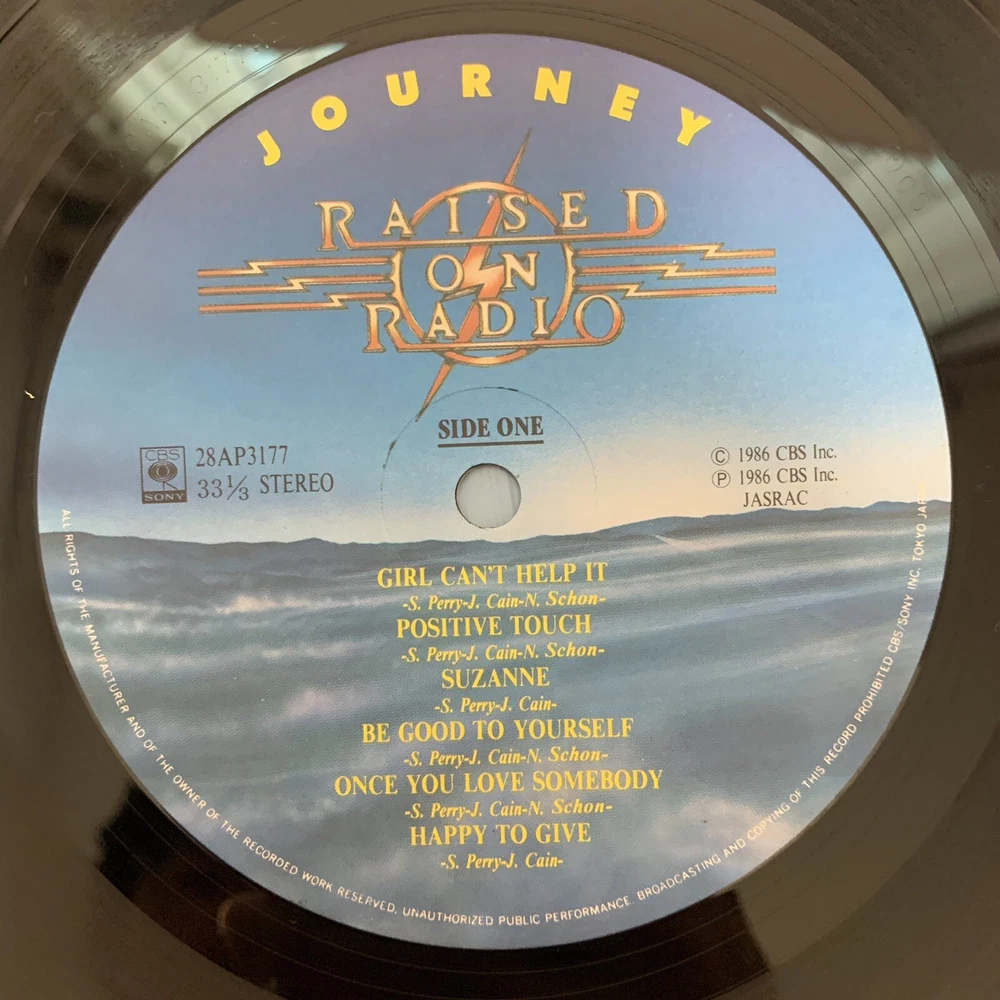 JOURNEY
RAISED
ON
RADIO
SIDE ONE
CBS
SONY
28AP3177
33⅓ STEREO
Ⓒ 1986 CBS Inc.
Ⓟ 1986 CBS Inc.
JASRAC
GIRL CAN'T HELP IT
-S. Perry-J. Cain-N. Schon-
POSITIVE TOUCH
-S. Perry-J. Cain-N. Schon-
SUZANNE
-S. Perry-J. Cain-
BE GOOD TO YOURSELF
-S. Perry-J. Cain-N. Schon-
ONCE YOU LOVE SOMEBODY
-S. Perry-J. Cain-N. Schon-
HAPPY TO GIVE
-S. Perry-J. Cain-
ALL RIGHTS OF THE MANUFACTURER AND OF THE OWNER OF THE RECORDED WORK RESERVED. UNAUTHORIZED PUBLIC PERFORMANCE. BROADCASTING AND COPYING OF THIS RECORD PROHIBITED CBS/SONY INC. TOKYO JAPAN